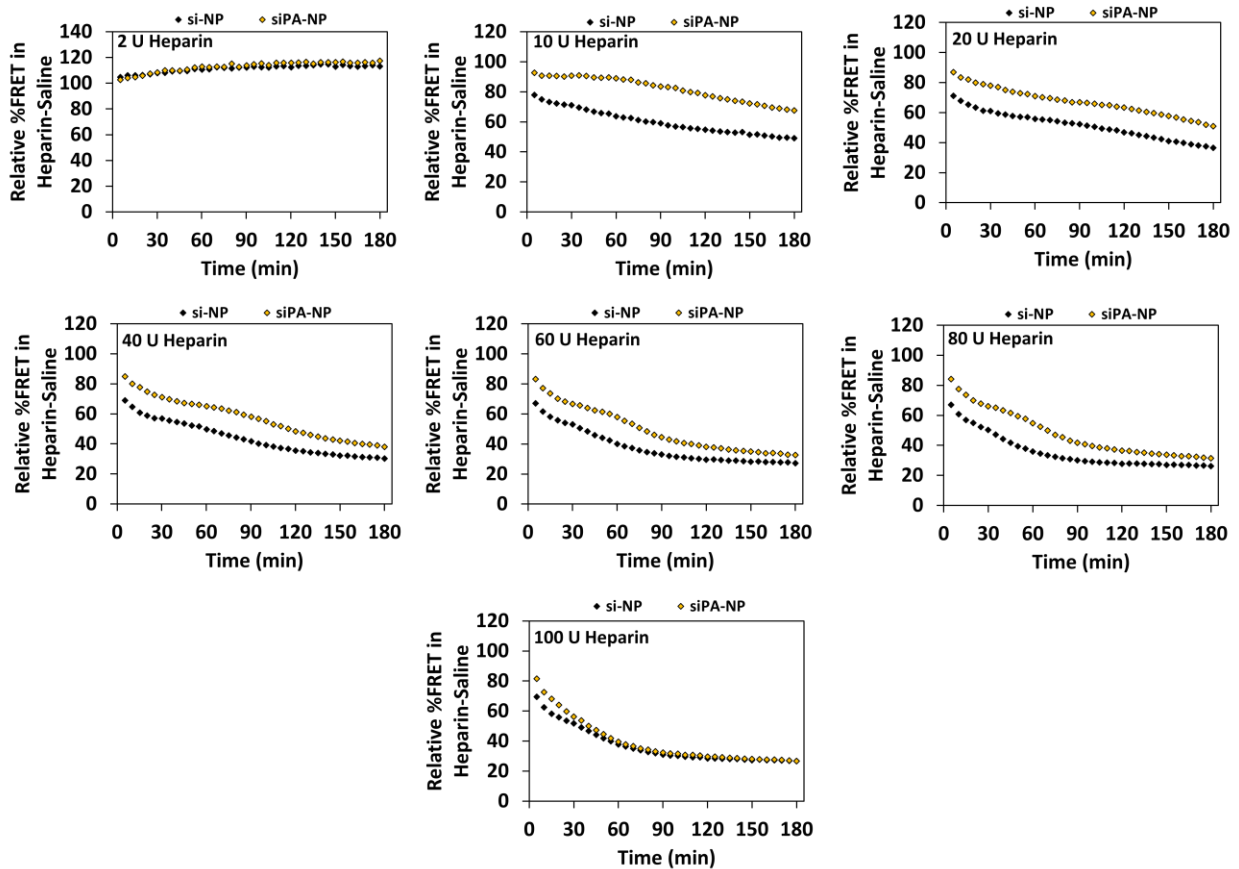 si-NP siPA-NP
2 U Heparin
Relative %FRET in
Heparin-Saline
140
120
100
80
60
40
20
0
0 30 60 90 120 150 180
Time (min)
si-NP siPA-NP
10 U Heparin
Relative %FRET in
Heparin-Saline
120
100
80
60
40
20
0
0 30 60 90 120 150 180
Time (min)
si-NP siPA-NP
20 U Heparin
Relative %FRET in
Heparin-Saline
120
100
80
60
40
20
0
0 30 60 90 120 150 180
Time (min)
si-NP siPA-NP
40 U Heparin
Relative %FRET in
Heparin-Saline
120
100
80
60
40
20
0
0 30 60 90 120 150 180
Time (min)
si-NP siPA-NP
60 U Heparin
Relative %FRET in
Heparin-Saline
120
100
80
60
40
20
0
0 30 60 90 120 150 180
Time (min)
si-NP siPA-NP
80 U Heparin
Relative %FRET in
Heparin-Saline
120
100
80
60
40
20
0
0 30 60 90 120 150 180
Time (min)
si-NP siPA-NP
100 U Heparin
Relative %FRET in
Heparin-Saline
120
100
80
60
40
20
0
0 30 60 90 120 150 180
Time (min)